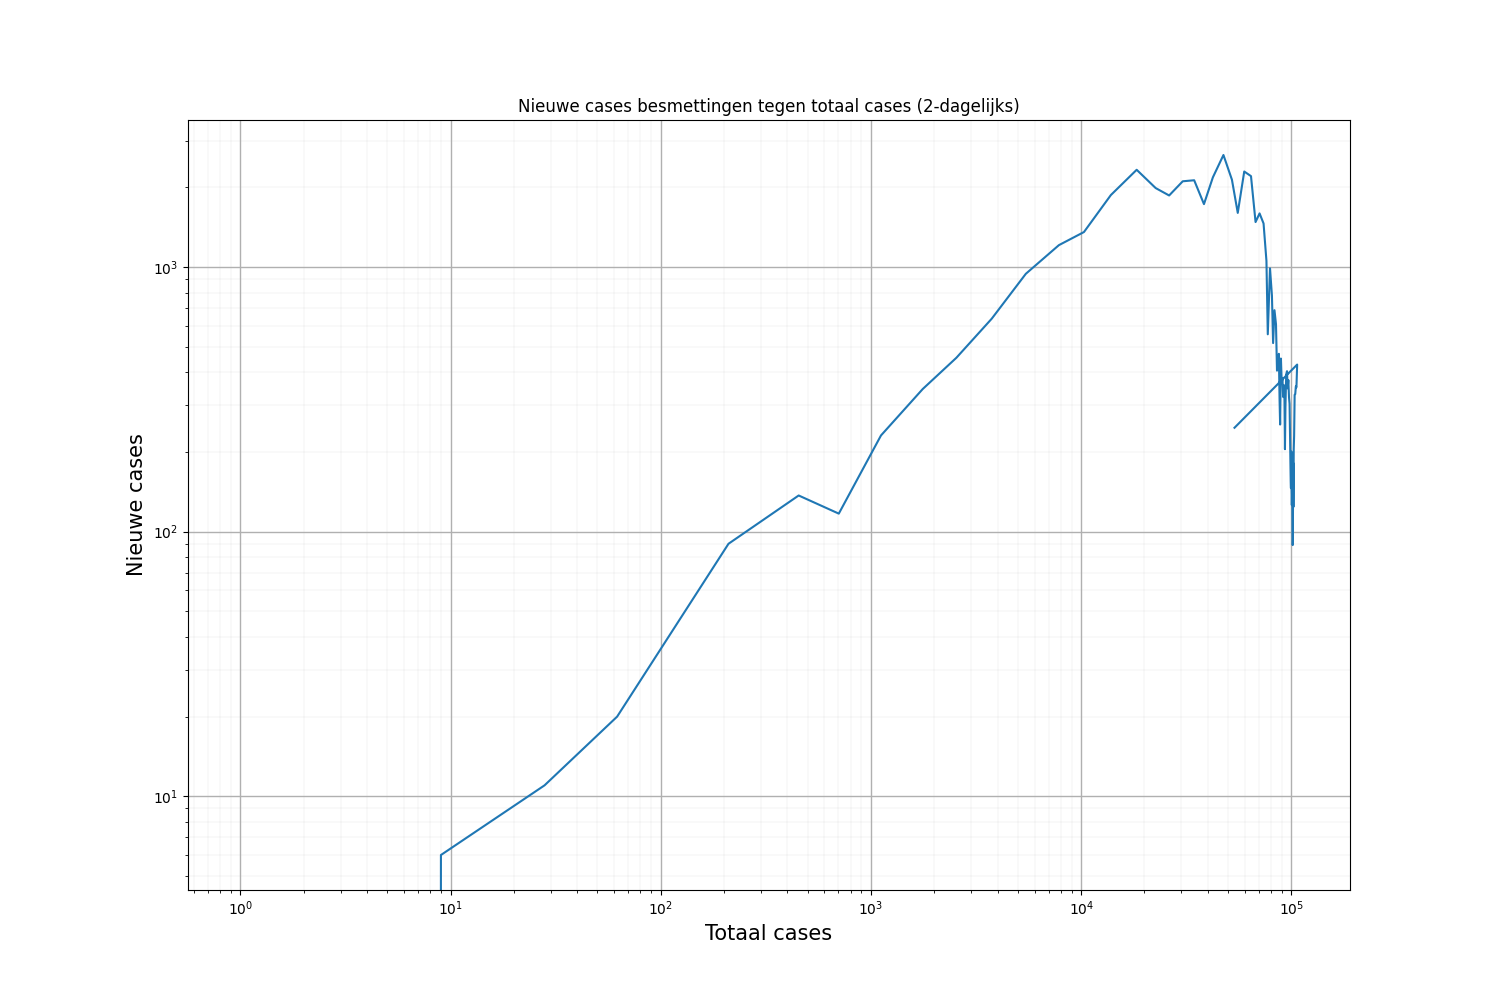 Nieuwe cases besmettingen tegen totaal cases (2-dagelijks)
Nieuwe cases
10³
10²
10¹
10⁰ 10¹ 10² 10³ 10⁴ 10⁵
Totaal cases